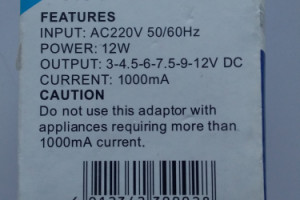 FEATURES
INPUT: AC220V 50/60Hz
POWER: 12W
OUTPUT: 3-4.5-6-7.5-9-12V DC
CURRENT: 1000mA
CAUTION
Do not use this adaptor with
appliances requiring more than
1000mA current.